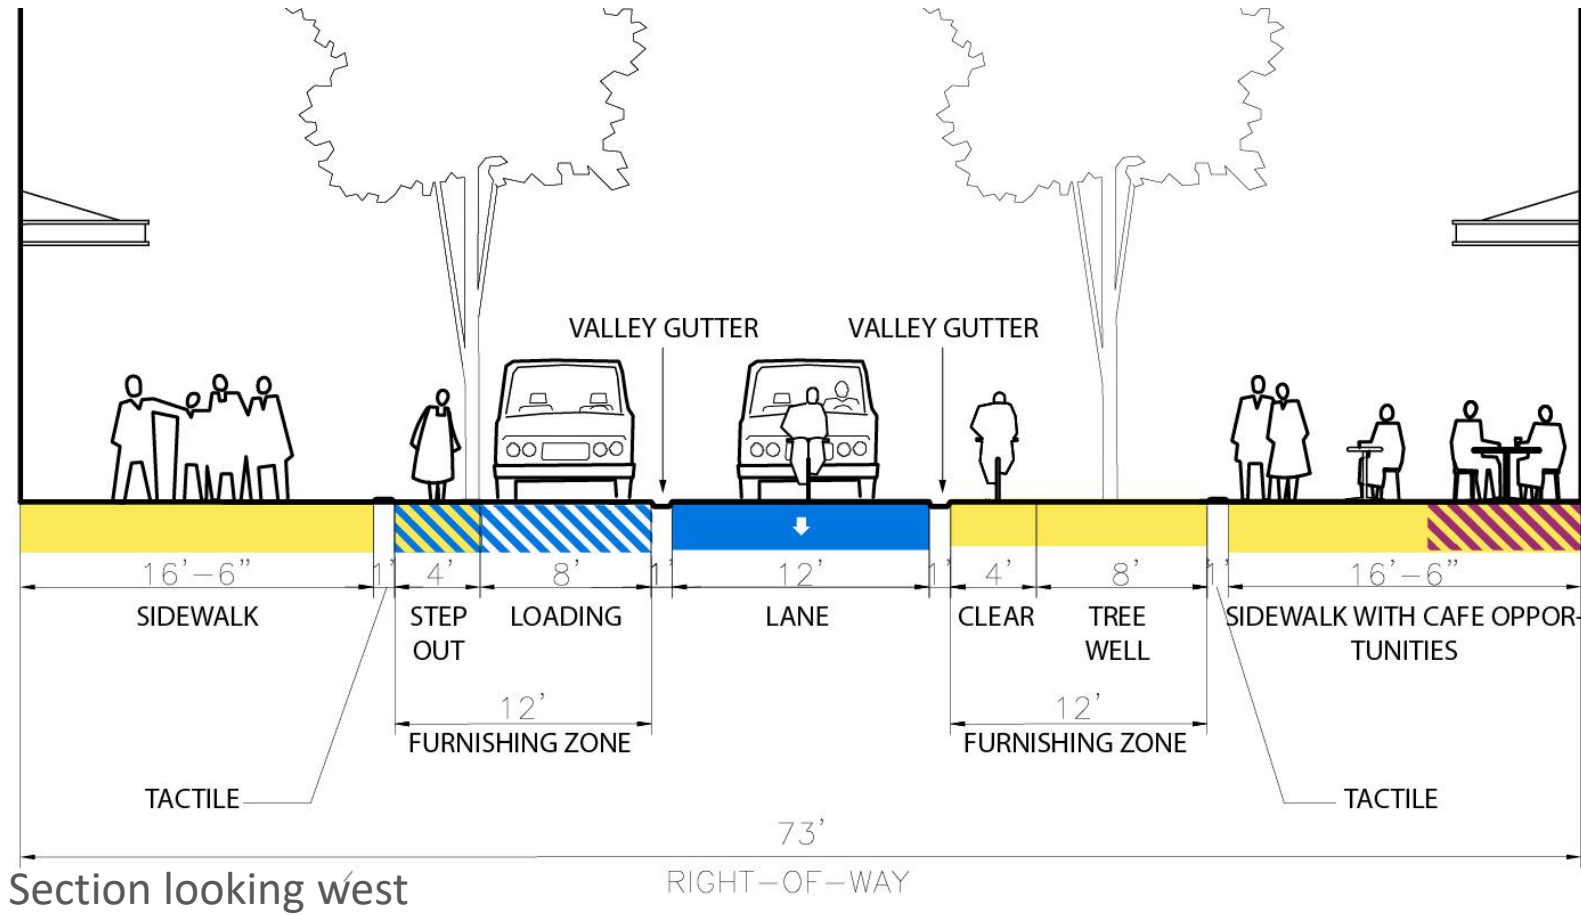 VALLEY GUTTER VALLEY GUTTER
16'-6" 1' 4' 8' 1' 12' 1' 4' 8' 1' 16'-6"
SIDEWALK STEP LOADING LANE CLEAR TREE SIDEWALK WITH CAFE OPPOR-
OUT WELL TUNITIES
12' 12'
FURNISHING ZONE FURNISHING ZONE
TACTILE TACTILE
73'
RIGHT-OF-WAY
Section looking west